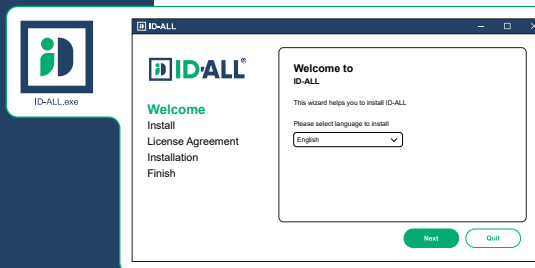 ID-ALL.exe
ID-ALL
ID-ALL®
Welcome
Install
License Agreement
Installation
Finish
Welcome to
ID-ALL
This wizard helps you to install ID-ALL
Please select language to install
English
Next
Quit